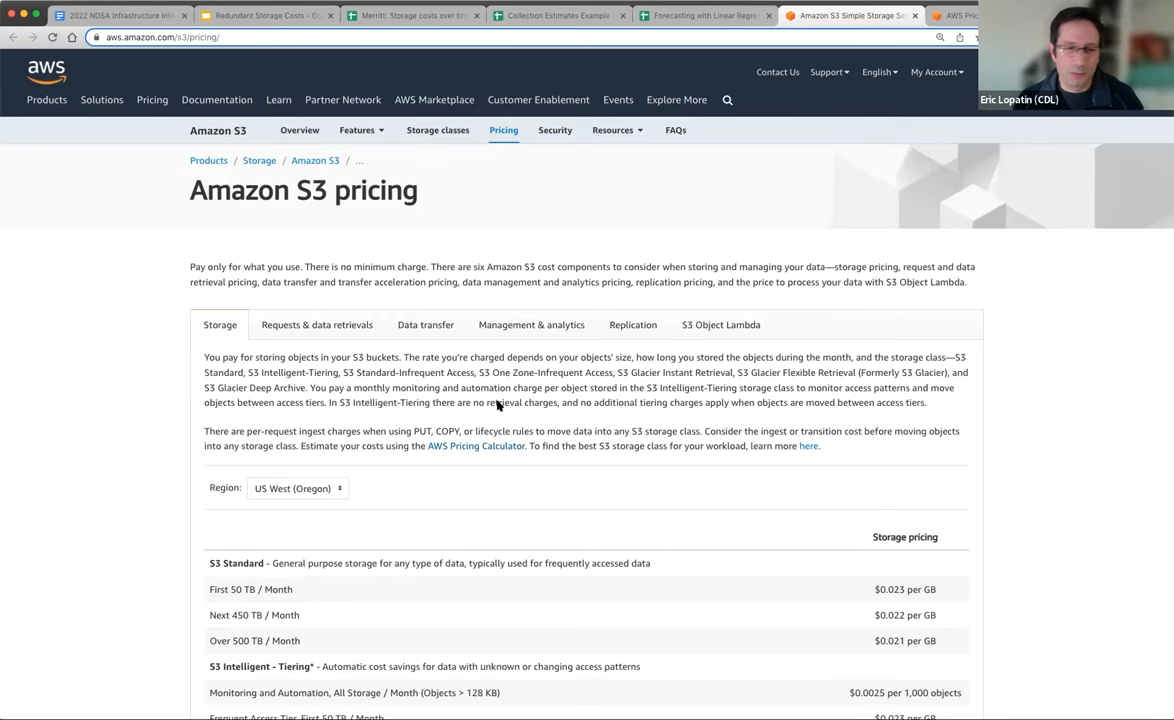 2022 NDSA Infrastructure Int
Redundant Storage Costs - Go
Merritt: Storage costs over th
Collection Estimates Example
Forecasting with Linear Regre
Amazon S3 Simple Storage Se
AWS Pric
aws.amazon.com/s3/pricing/
Eric Lopatin (CDL)
aws
Contact Us Support English My Account
Products Solutions Pricing Documentation Learn Partner Network AWS Marketplace Customer Enablement Events Explore More
Amazon S3 Overview Features Storage classes Pricing Security Resources FAQs
Products / Storage / Amazon S3 / ...
Amazon S3 pricing
Pay only for what you use. There is no minimum charge. There are six Amazon S3 cost components to consider when storing and managing your data—storage pricing, request and data
retrieval pricing, data transfer and transfer acceleration pricing, data management and analytics pricing, replication pricing, and the price to process your data with S3 Object Lambda.
Storage Requests & data retrievals Data transfer Management & analytics Replication S3 Object Lambda
You pay for storing objects in your S3 buckets. The rate you're charged depends on your objects' size, how long you stored the objects during the month, and the storage class—S3
Standard, S3 Intelligent-Tiering, S3 Standard-Infrequent Access, S3 One Zone-Infrequent Access, S3 Glacier Instant Retrieval, S3 Glacier Flexible Retrieval (Formerly S3 Glacier), and
S3 Glacier Deep Archive. You pay a monthly monitoring and automation charge per object stored in the S3 Intelligent-Tiering storage class to monitor access patterns and move
objects between access tiers. In S3 Intelligent-Tiering there are no retrieval charges, and no additional tiering charges apply when objects are moved between access tiers.
There are per-request ingest charges when using PUT, COPY, or lifecycle rules to move data into any S3 storage class. Consider the ingest or transition cost before moving objects
into any storage class. Estimate your costs using the AWS Pricing Calculator. To find the best S3 storage class for your workload, learn more here.
Region: US West (Oregon)
Storage pricing
S3 Standard - General purpose storage for any type of data, typically used for frequently accessed data
First 50 TB / Month $0.023 per GB
Next 450 TB / Month $0.022 per GB
Over 500 TB / Month $0.021 per GB
S3 Intelligent - Tiering* - Automatic cost savings for data with unknown or changing access patterns
Monitoring and Automation, All Storage / Month (Objects > 128 KB) $0.0025 per 1,000 objects
Frequent Access Tier, First 50 TB / Month $0.023 per GB